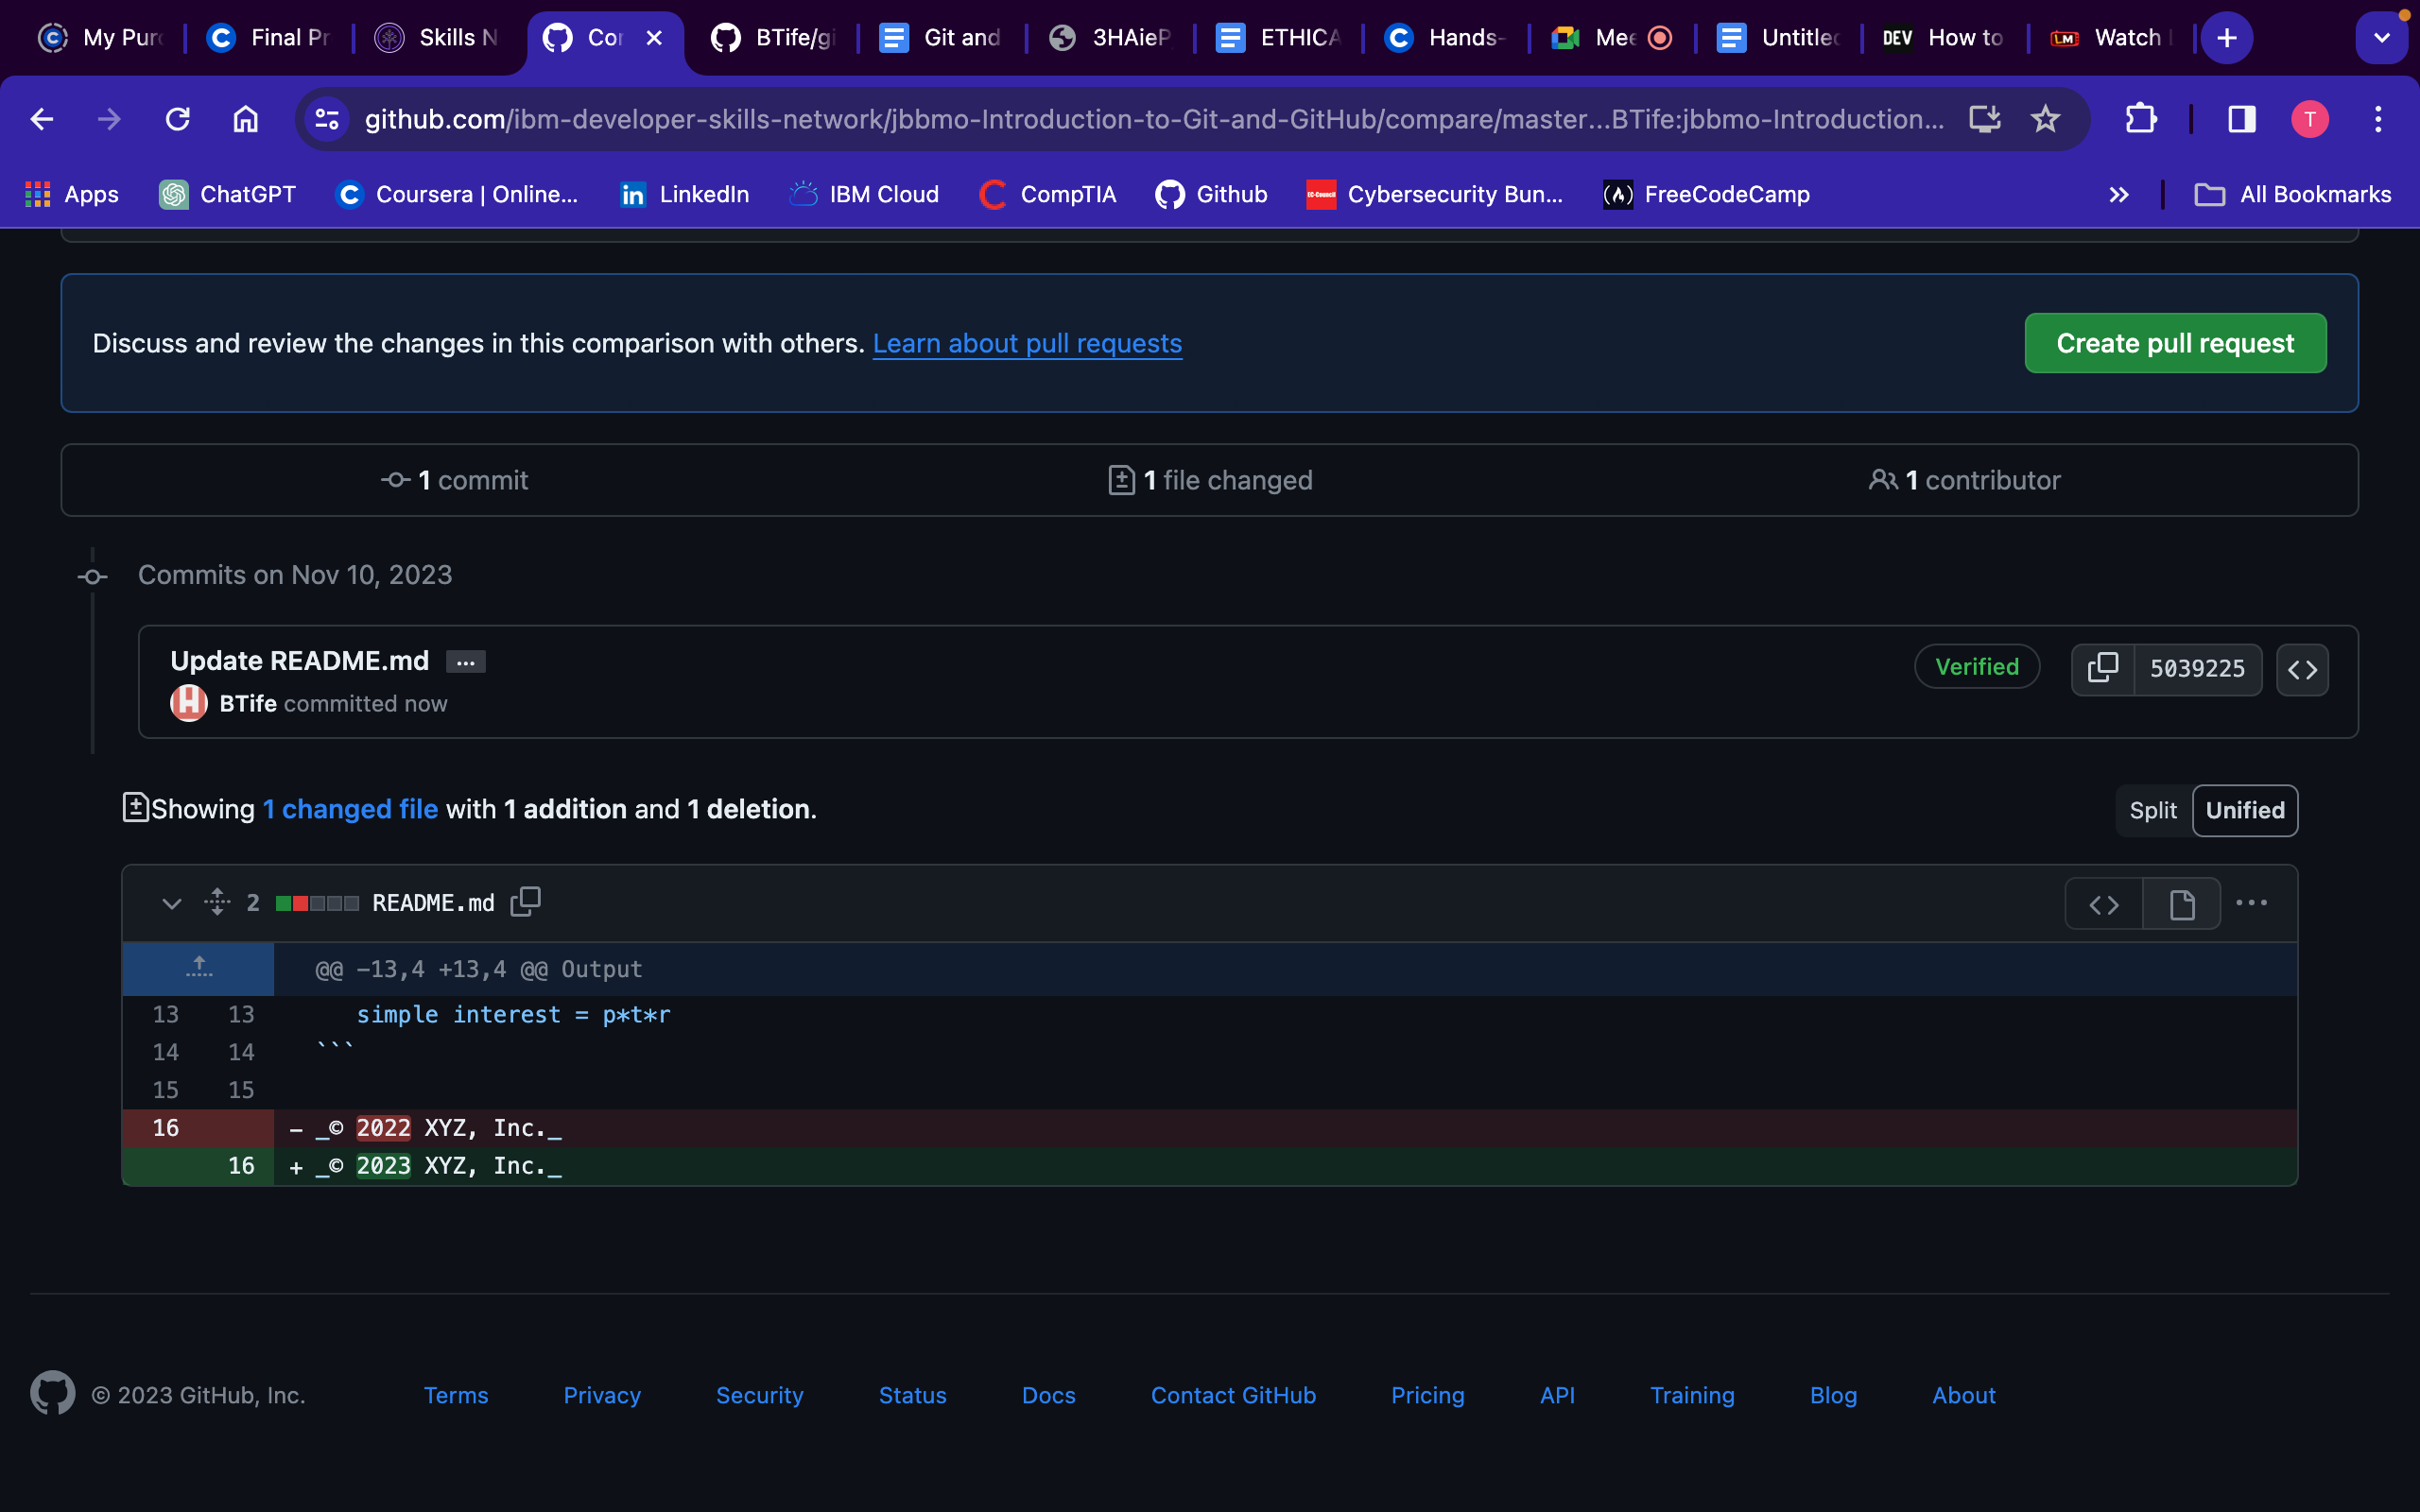 My Pur
Final Pr
Skills N
Cor
BTife/gi
Git and
3HAieP
ETHICA
Hands-
Mee
Untitled
DEV How to
LM Watch
github.com/ibm-developer-skills-network/jbbmo-Introduction-to-Git-and-GitHub/compare/master...BTife:jbbmo-Introduction...
T
Apps
ChatGPT
Coursera | Online...
LinkedIn
IBM Cloud
CompTIA
Github
Cybersecurity Bun...
FreeCodeCamp
All Bookmarks
Discuss and review the changes in this comparison with others. Learn about pull requests
Create pull request
1 commit
1 file changed
1 contributor
Commits on Nov 10, 2023
Update README.md ...
Verified
5039225
BTife committed now
Showing 1 changed file with 1 addition and 1 deletion.
Split
Unified
2 README.md
@@ -13,4 +13,4 @@ Output
13 13 simple interest = p*t*r
14 14 ```
15 15
16 - _© 2022 XYZ, Inc._
16 + _© 2023 XYZ, Inc._
© 2023 GitHub, Inc.
Terms
Privacy
Security
Status
Docs
Contact GitHub
Pricing
API
Training
Blog
About